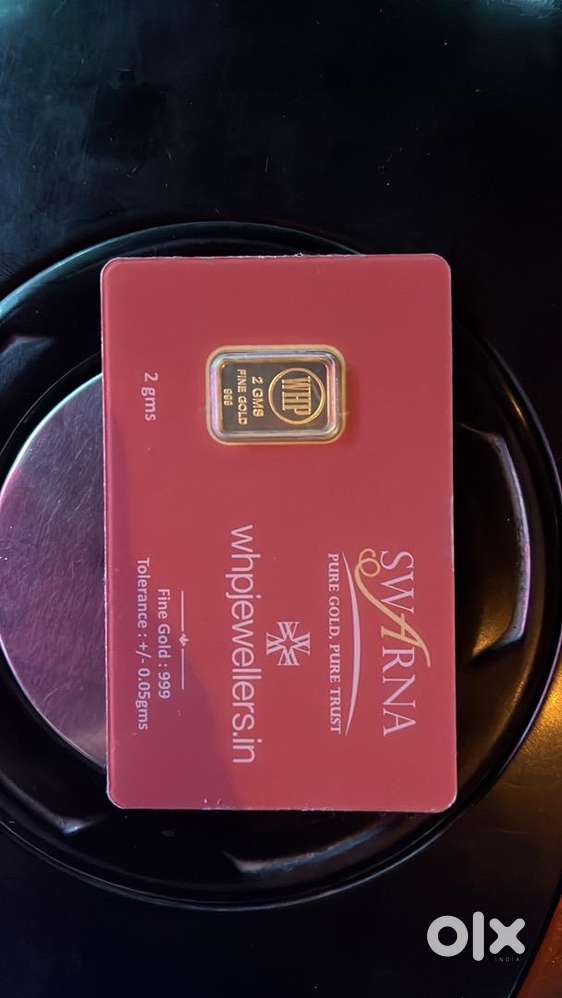 SWARNA
PURE GOLD, PURE TRUST
WHP
2 GMS
FINE GOLD
999
whpjewellers.in
2 gms
Fine Gold : 999
Tolerance : +/- 0.05gms
olx
INDIA